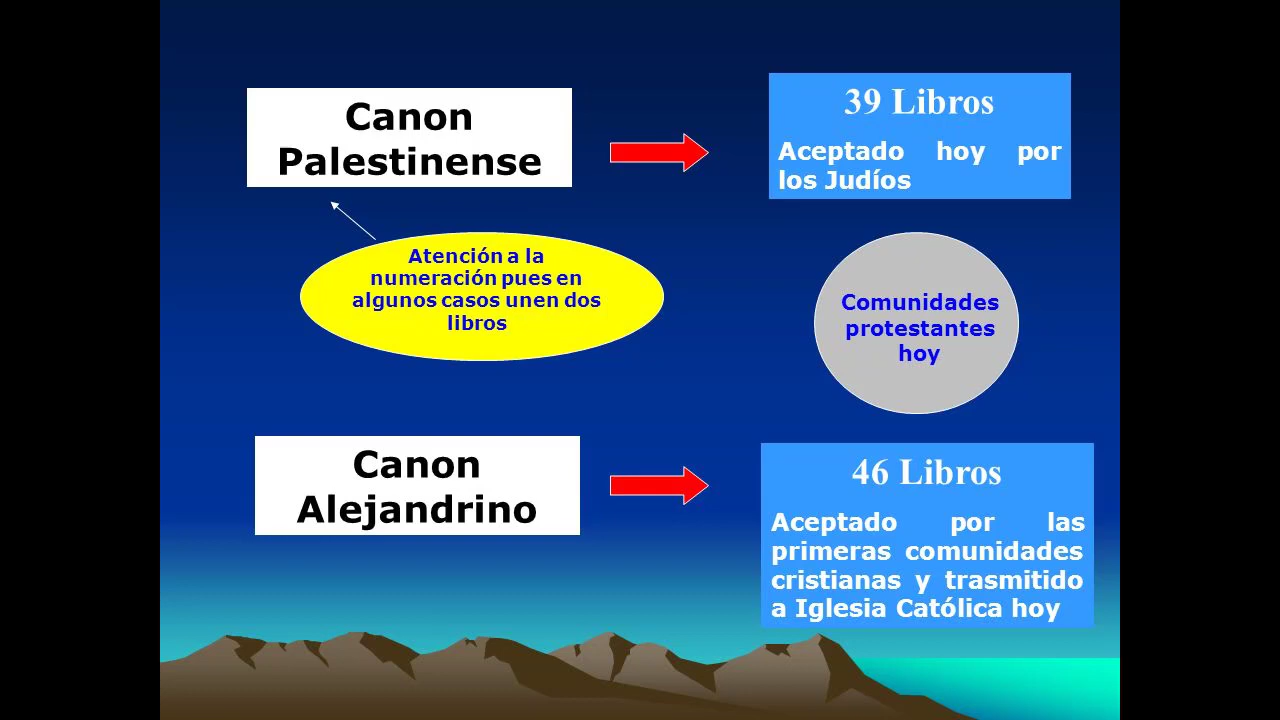 Canon
Palestinense
39 Libros
Aceptado hoy por
los Judíos
Atención a la
numeración pues en
algunos casos unen dos
libros
Comunidades
protestantes
hoy
Canon
Alejandrino
46 Libros
Aceptado por las
primeras comunidades
cristianas y trasmitido
a Iglesia Católica hoy